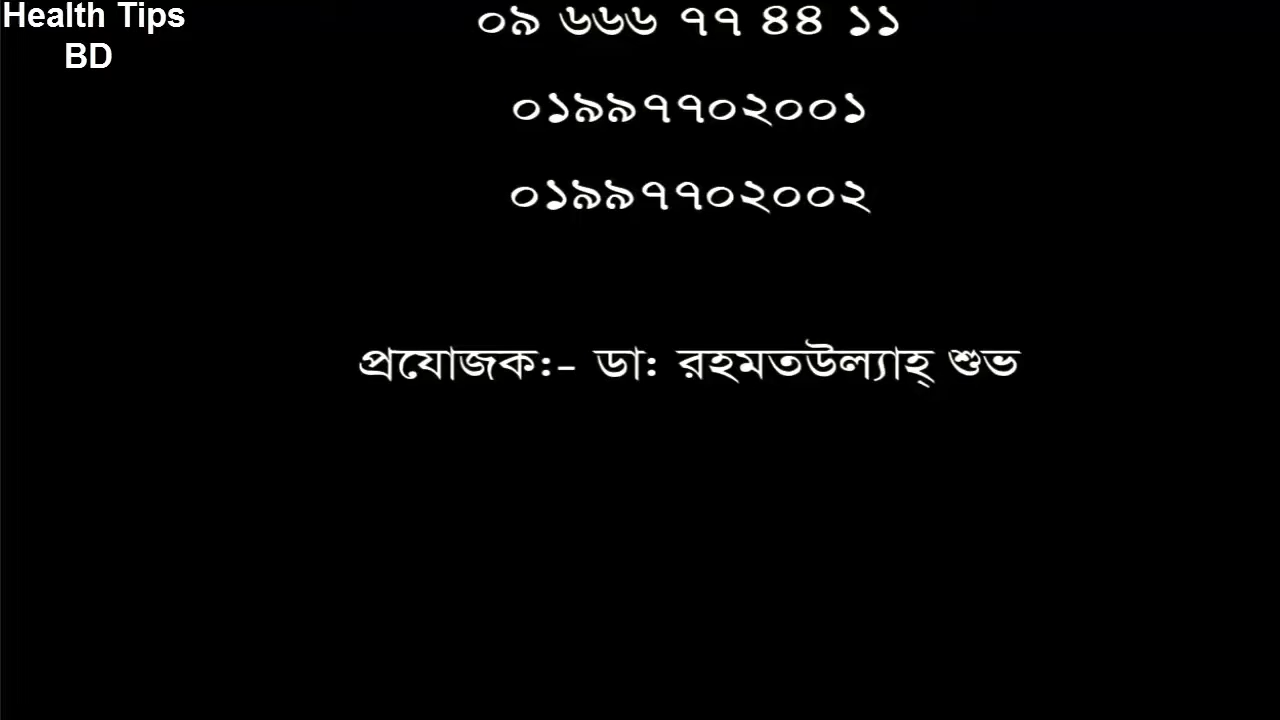 Health Tips
BD
০৯ ৬৬৬ ৭৭ ৪৪ ১১
০১৯৯৭৭০২০০১
০১৯৯৭৭০২০০২
প্রযোজক:- ডা: রহমতউল্যাহ্ শুভ